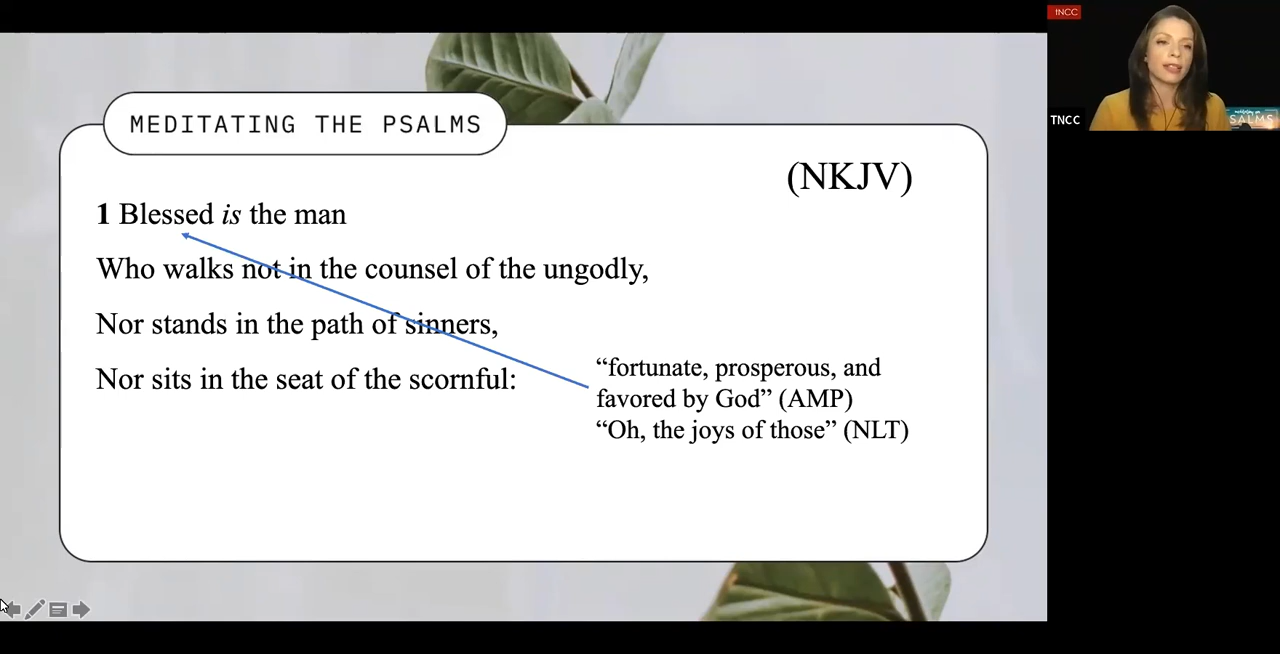 MEDITATING THE PSALMS
(NKJV)
1 Blessed is the man
Who walks not in the counsel of the ungodly,
Nor stands in the path of sinners,
Nor sits in the seat of the scornful:
“fortunate, prosperous, and
favored by God” (AMP)
“Oh, the joys of those” (NLT)
tNCC
TNCC
SALMS